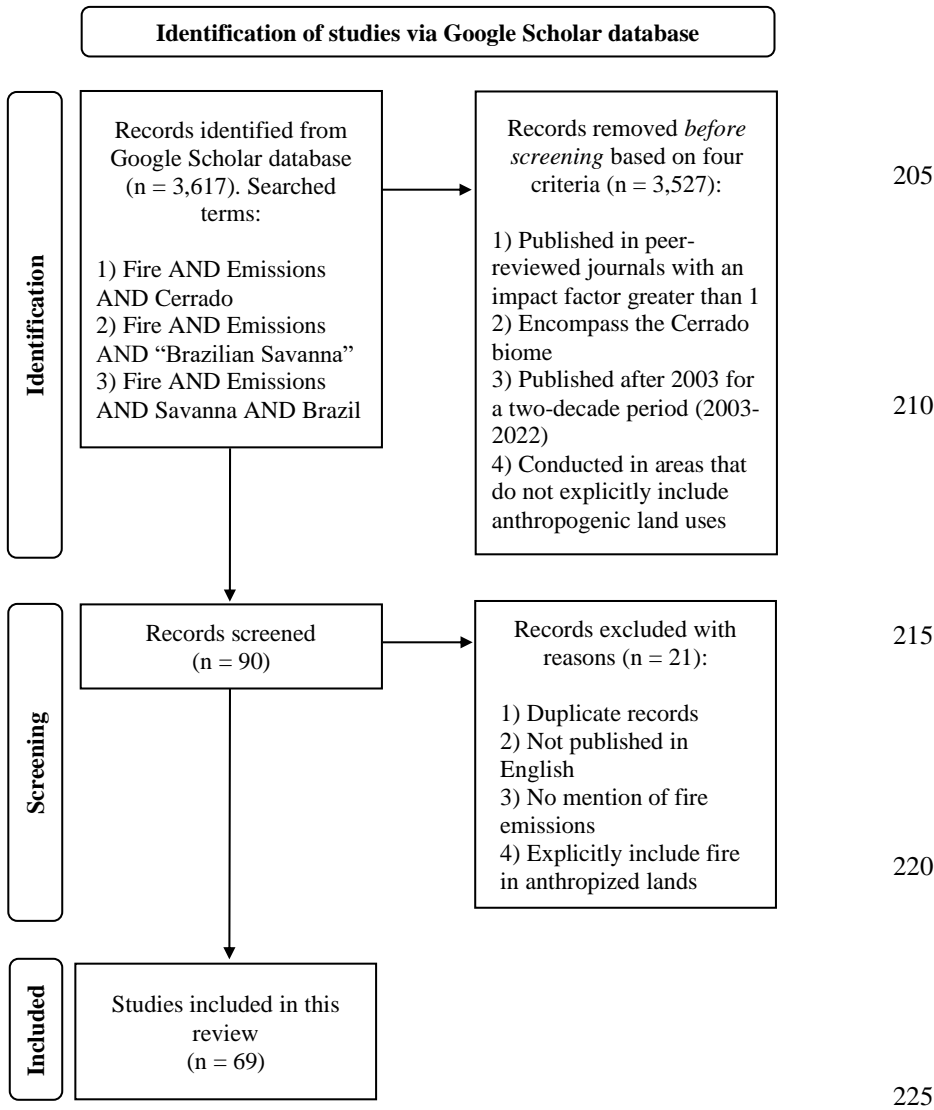 Identification of studies via Google Scholar database
Identification
Records identified from
Google Scholar database
(n = 3,617). Searched
terms:
1) Fire AND Emissions
AND Cerrado
2) Fire AND Emissions
AND “Brazilian Savanna”
3) Fire AND Emissions
AND Savanna AND Brazil
Records removed before
screening based on four
criteria (n = 3,527):
1) Published in peer-
reviewed journals with an
impact factor greater than 1
2) Encompass the Cerrado
biome
3) Published after 2003 for
a two-decade period (2003-
2022)
4) Conducted in areas that
do not explicitly include
anthropogenic land uses
205
210
Screening
Records screened
(n = 90)
Records excluded with
reasons (n = 21):
1) Duplicate records
2) Not published in
English
3) No mention of fire
emissions
4) Explicitly include fire
in anthropized lands
215
220
Included
Studies included in this
review
(n = 69)
225